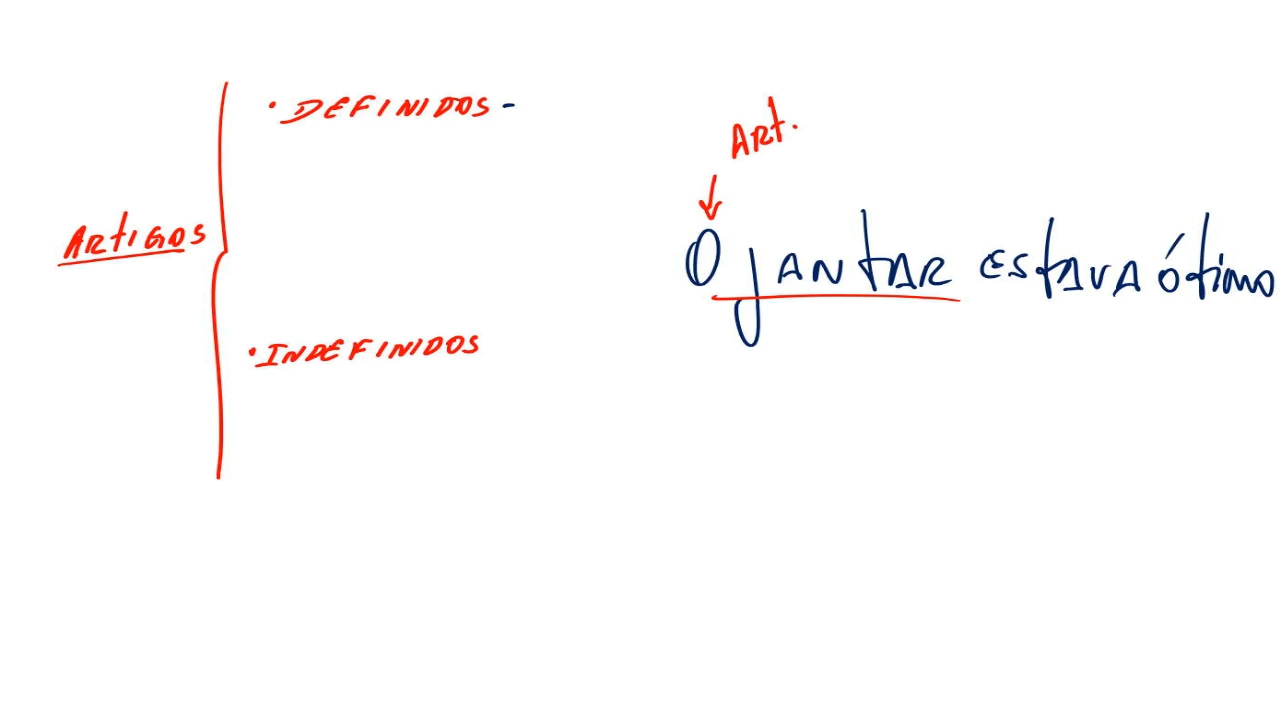 • DEFINIDOS -
ARt.
ARtIGOS
O jANtAR EStAVA ótimo
• INDEFINIDOS